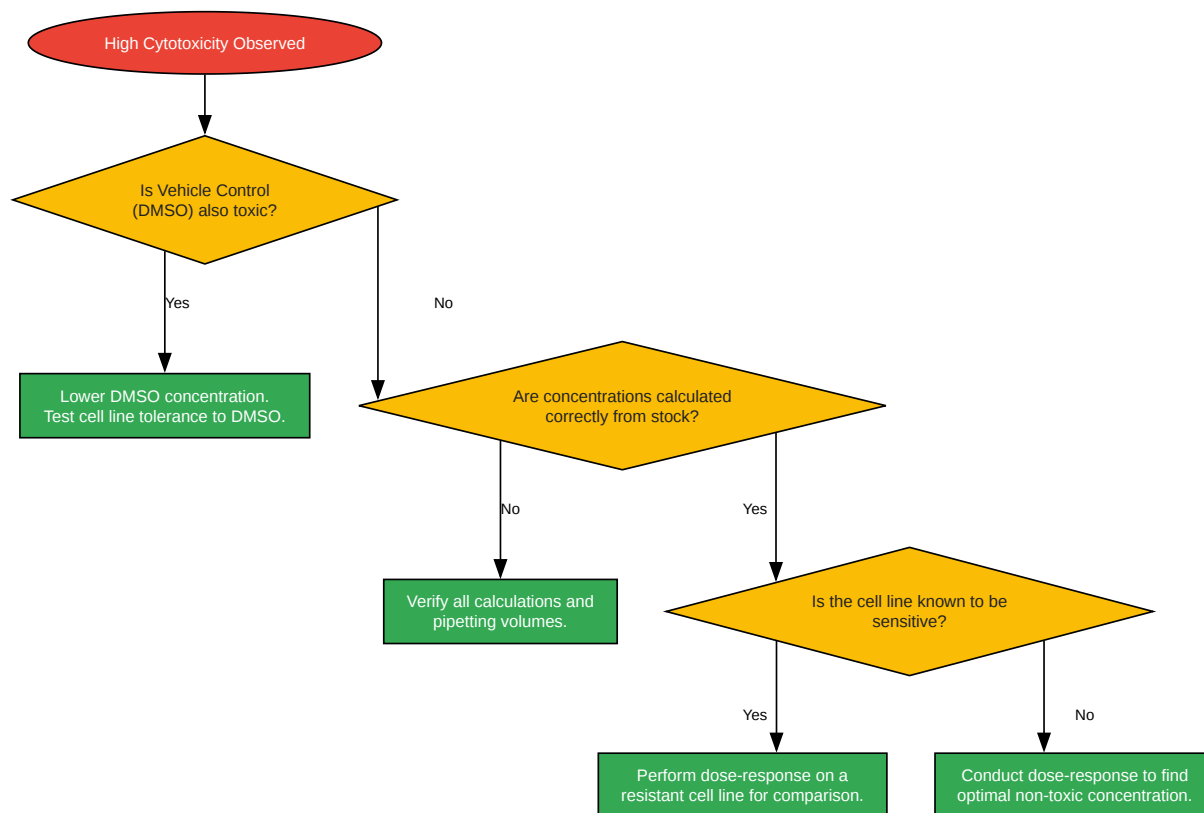 High Cytotoxicity Observed
Is Vehicle Control
(DMSO) also toxic?
Yes
No
Lower DMSO concentration.
Test cell line tolerance to DMSO.
Are concentrations calculated
correctly from stock?
No
Yes
Verify all calculations and
pipetting volumes.
Is the cell line known to be
sensitive?
Yes
No
Perform dose-response on a
resistant cell line for comparison.
Conduct dose-response to find
optimal non-toxic concentration.